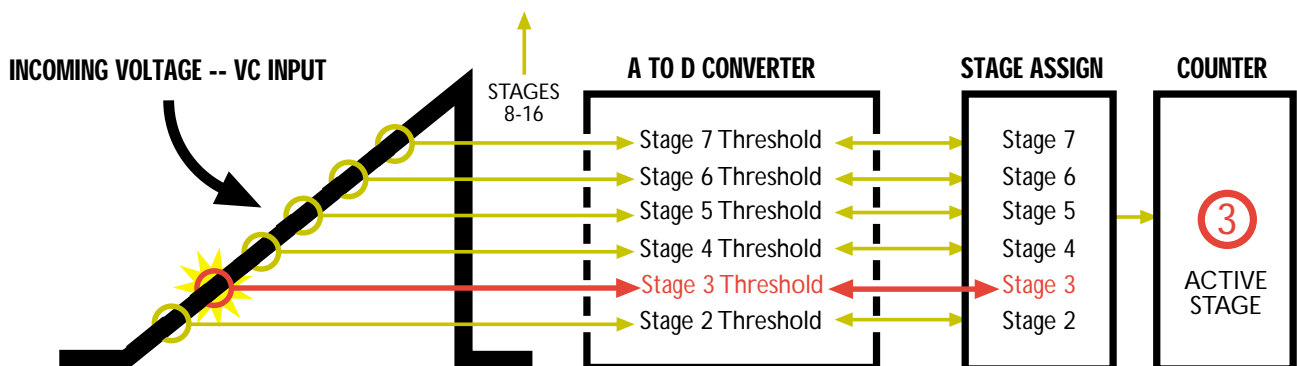 INCOMING VOLTAGE -- VC INPUT
STAGES
8-16
A TO D CONVERTER
Stage 7 Threshold
Stage 6 Threshold
Stage 5 Threshold
Stage 4 Threshold
Stage 3 Threshold
Stage 2 Threshold
STAGE ASSIGN
Stage 7
Stage 6
Stage 5
Stage 4
Stage 3
Stage 2
COUNTER
3
ACTIVE
STAGE